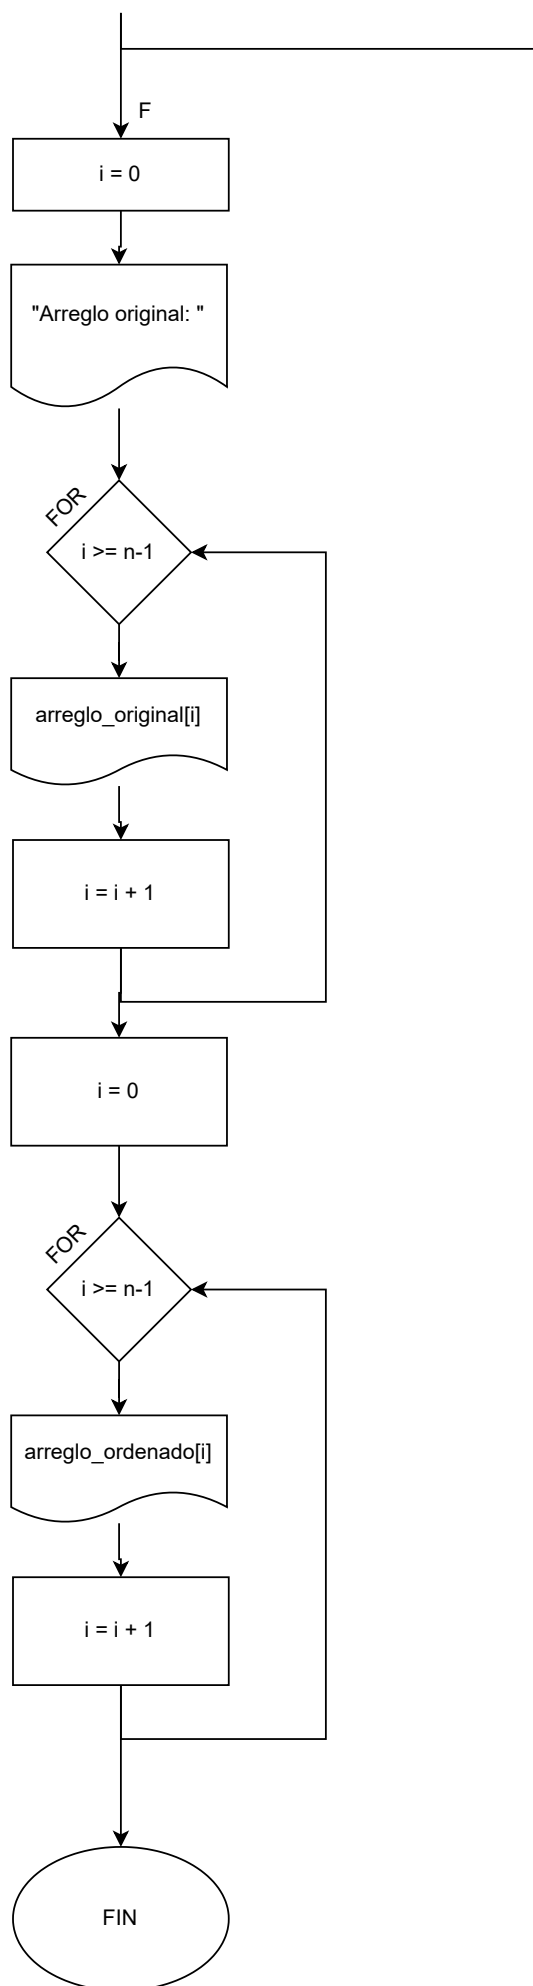 F
i = 0
"Arreglo original: "
FOR
i >= n-1
arreglo_original[i]
i = i + 1
i = 0
FOR
i >= n-1
arreglo_ordenado[i]
i = i + 1
FIN